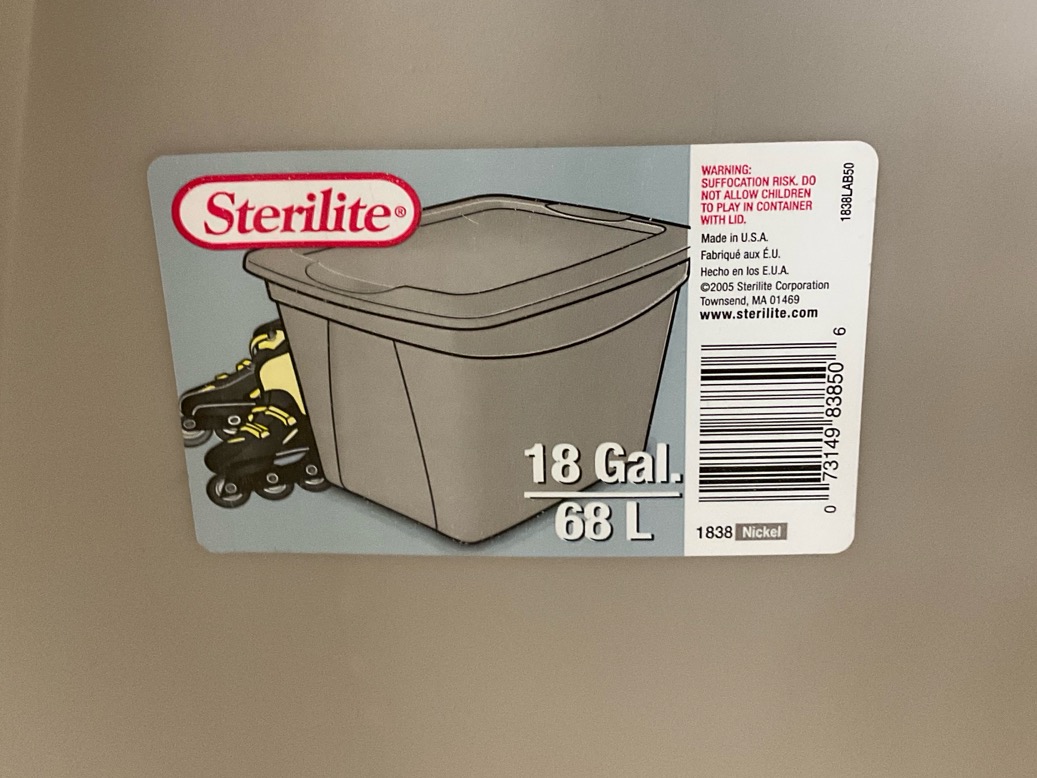 Sterilite®
18 Gal.
68 L
WARNING:
SUFFOCATION RISK. DO
NOT ALLOW CHILDREN
TO PLAY IN CONTAINER
WITH LID.
Made in U.S.A.
Fabriqué aux É.U.
Hecho en los E.U.A.
©2005 Sterilite Corporation
Townsend, MA 01469
www.sterilite.com
1838LAB50
0 73149 83850 6
1838 Nickel